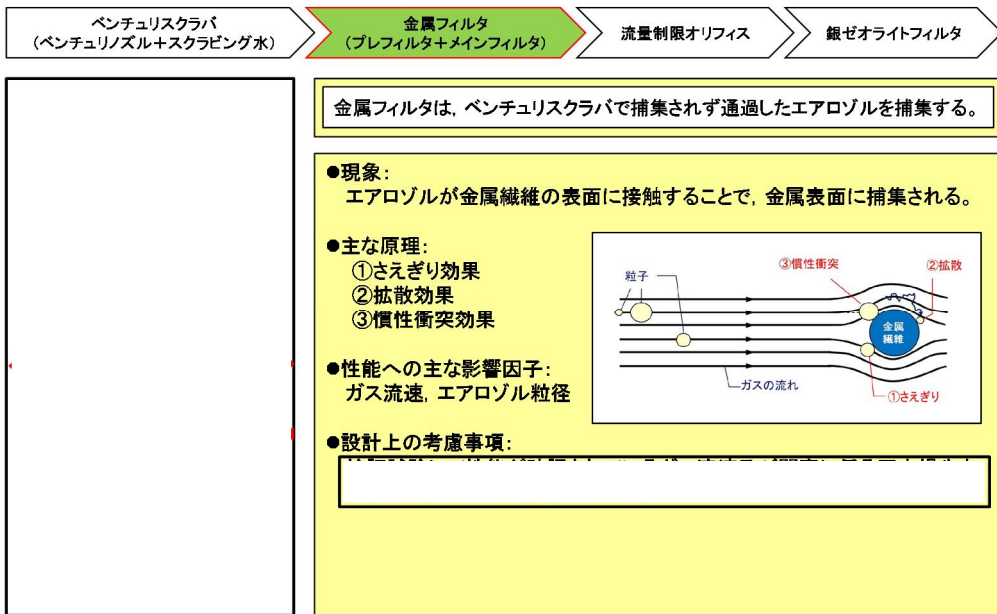 ベンチュリスクラバ
（ベンチュリノズル＋スクラビング水）
金属フィルタ
（プレフィルタ＋メインフィルタ）
流量制限オリフィス
銀ゼオライトフィルタ
金属フィルタは，ベンチュリスクラバで捕集されず通過したエアロゾルを捕集する。
●現象：
エアロゾルが金属繊維の表面に接触することで，金属表面に捕集される。
●主な原理：
①さえぎり効果
②拡散効果
③慣性衝突効果
粒子
③慣性衝突
②拡散
金属
繊維
ガスの流れ
①さえぎり
●性能への主な影響因子：
ガス流速，エアロゾル粒径
●設計上の考慮事項：